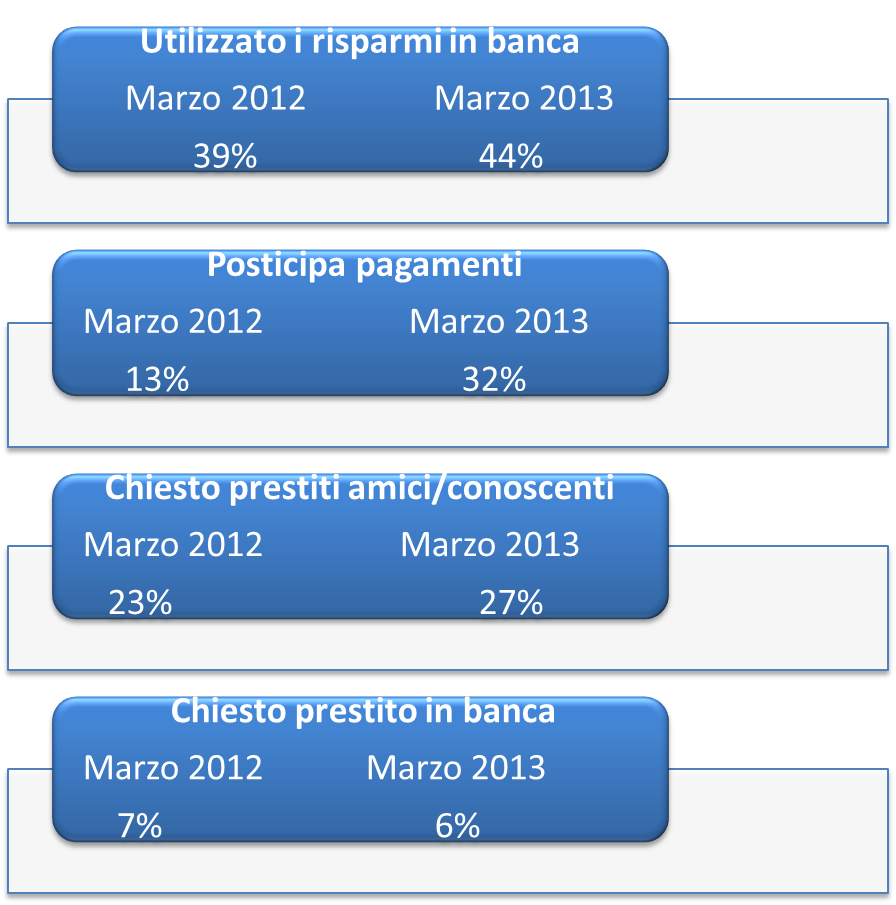 Utilizzato i risparmi in banca
Marzo 2012 Marzo 2013
39% 44%
Posticipa pagamenti
Marzo 2012 Marzo 2013
13% 32%
Chiesto prestiti amici/conoscenti
Marzo 2012 Marzo 2013
23% 27%
Chiesto prestito in banca
Marzo 2012 Marzo 2013
7% 6%